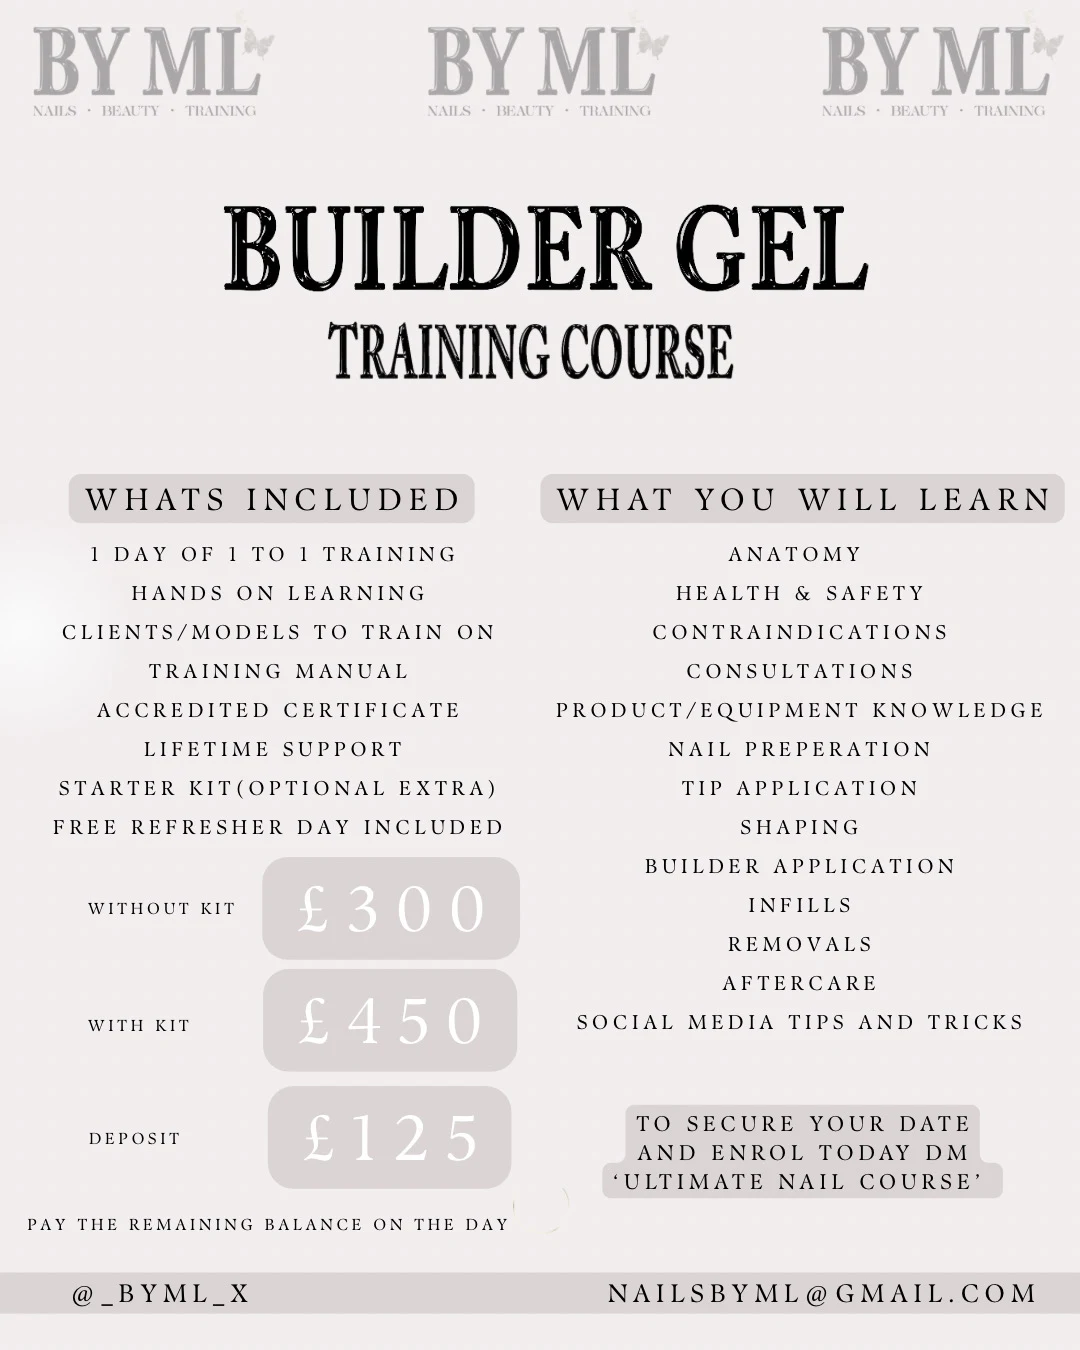 BY ML BY ML BY ML
NAILS · BEAUTY · TRAINING NAILS · BEAUTY · TRAINING NAILS · BEAUTY · TRAINING
BUILDER GEL
TRAINING COURSE
WHATS INCLUDED
1 DAY OF 1 TO 1 TRAINING
HANDS ON LEARNING
CLIENTS/MODELS TO TRAIN ON
TRAINING MANUAL
ACCREDITED CERTIFICATE
LIFETIME SUPPORT
STARTER KIT(OPTIONAL EXTRA)
FREE REFRESHER DAY INCLUDED
WITHOUT KIT £300
WITH KIT £450
DEPOSIT £125
PAY THE REMAINING BALANCE ON THE DAY
WHAT YOU WILL LEARN
ANATOMY
HEALTH & SAFETY
CONTRAINDICATIONS
CONSULTATIONS
PRODUCT/EQUIPMENT KNOWLEDGE
NAIL PREPERATION
TIP APPLICATION
SHAPING
BUILDER APPLICATION
INFILLS
REMOVALS
AFTERCARE
SOCIAL MEDIA TIPS AND TRICKS
TO SECURE YOUR DATE
AND ENROL TODAY DM
‘ULTIMATE NAIL COURSE’
@_BYML_X NAILSBYML@GMAIL.COM